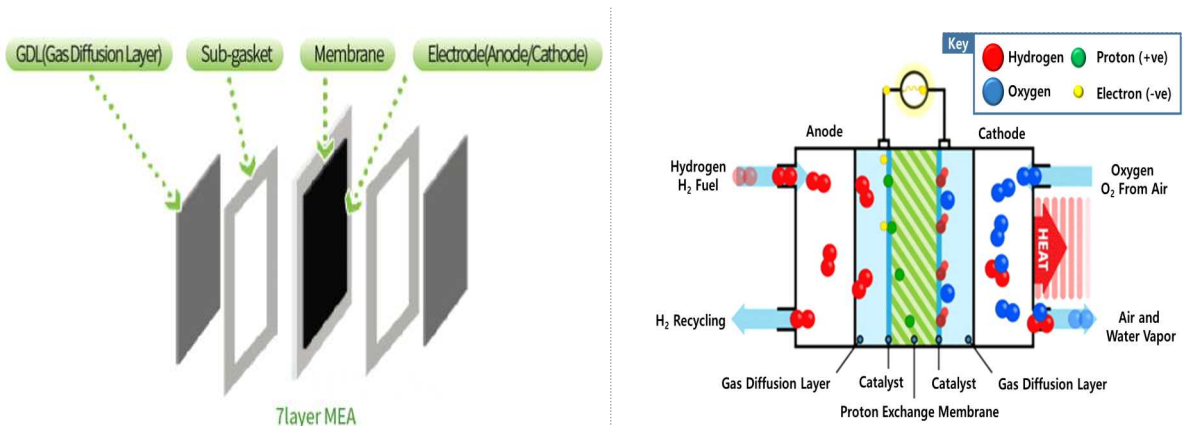 GDL(Gas Diffusion Layer)
Sub-gasket
Membrane
Electrode(Anode/Cathode)
7layer MEA
Key
Hydrogen
Proton (+ve)
Oxygen
Electron (-ve)
Anode
Cathode
Hydrogen
H₂ Fuel
Oxygen
O₂ From Air
HEAT
H₂ Recycling
Air and
Water Vapor
Gas Diffusion Layer
Catalyst
Catalyst
Gas Diffusion Layer
Proton Exchange Membrane